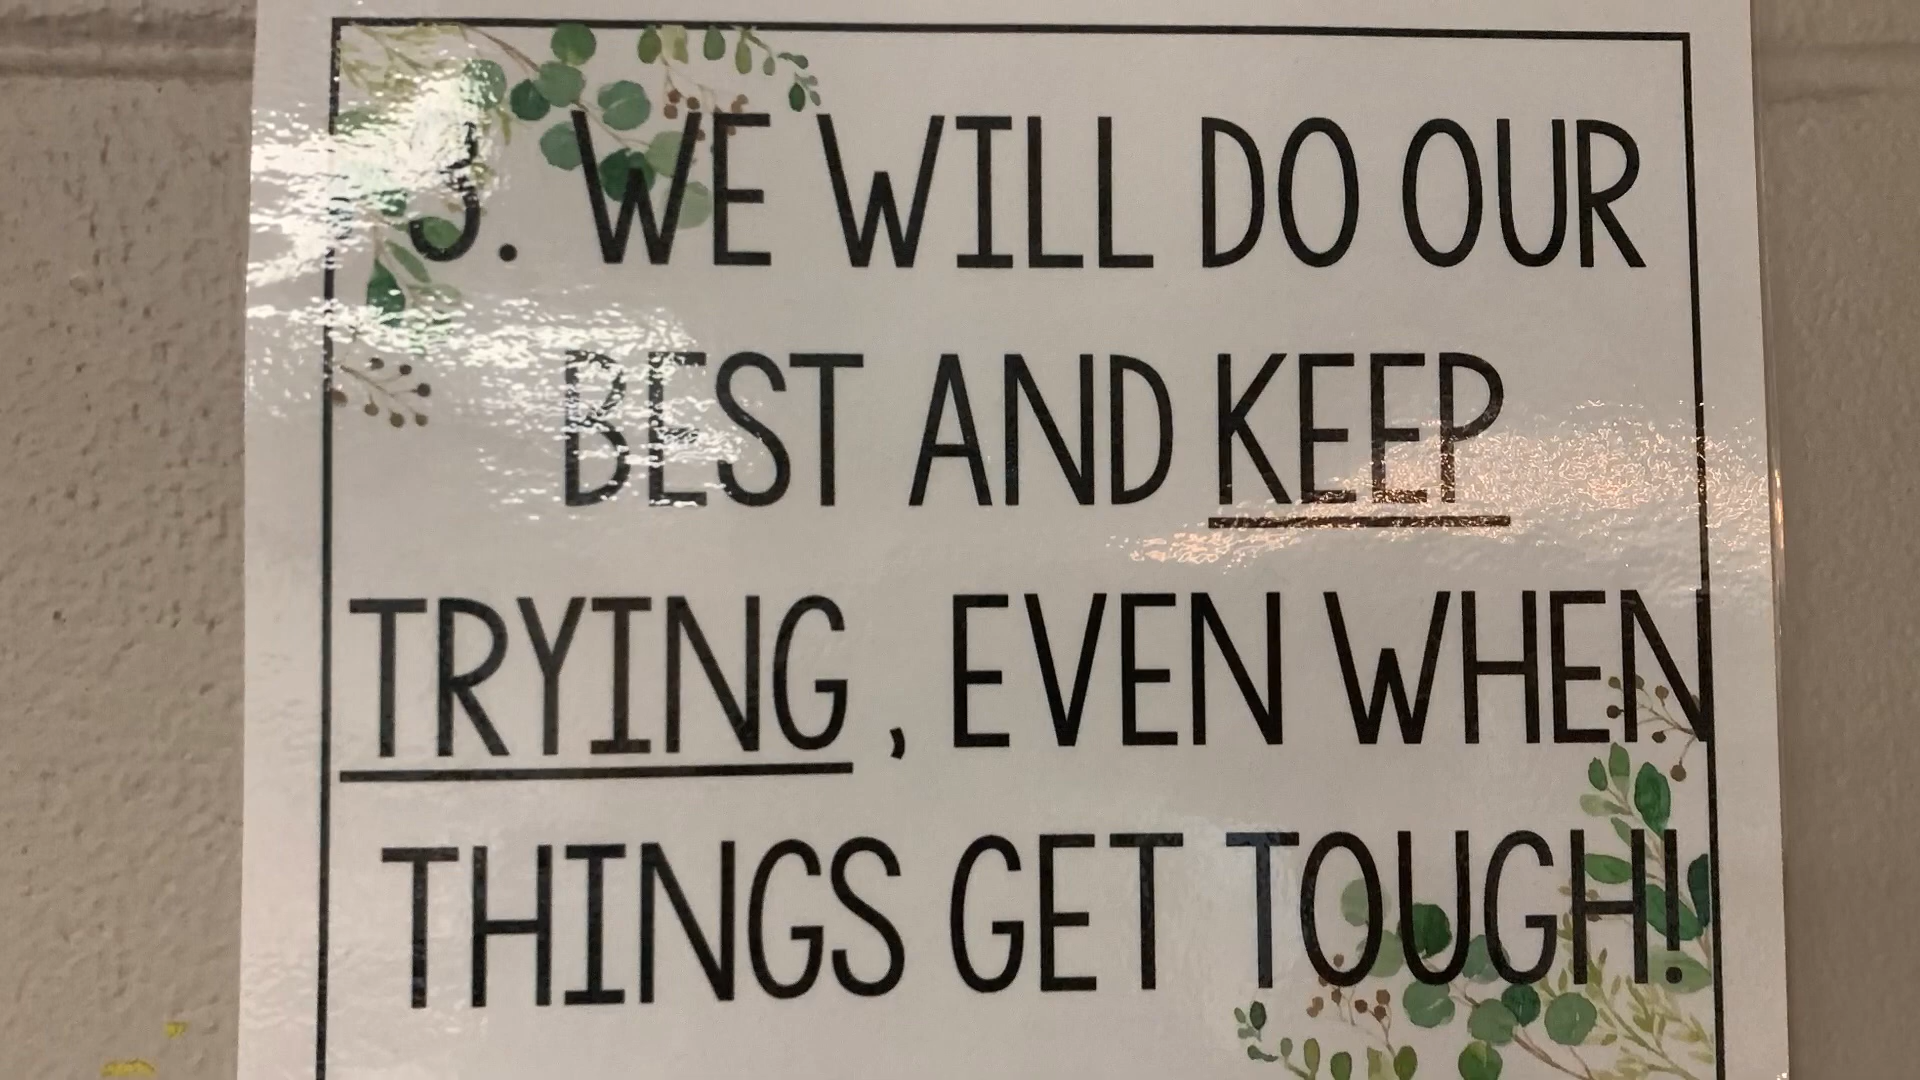 WE WILL DO OUR
BEST AND KEEP
TRYING , EVEN WHEN
THINGS GET TOUGH!